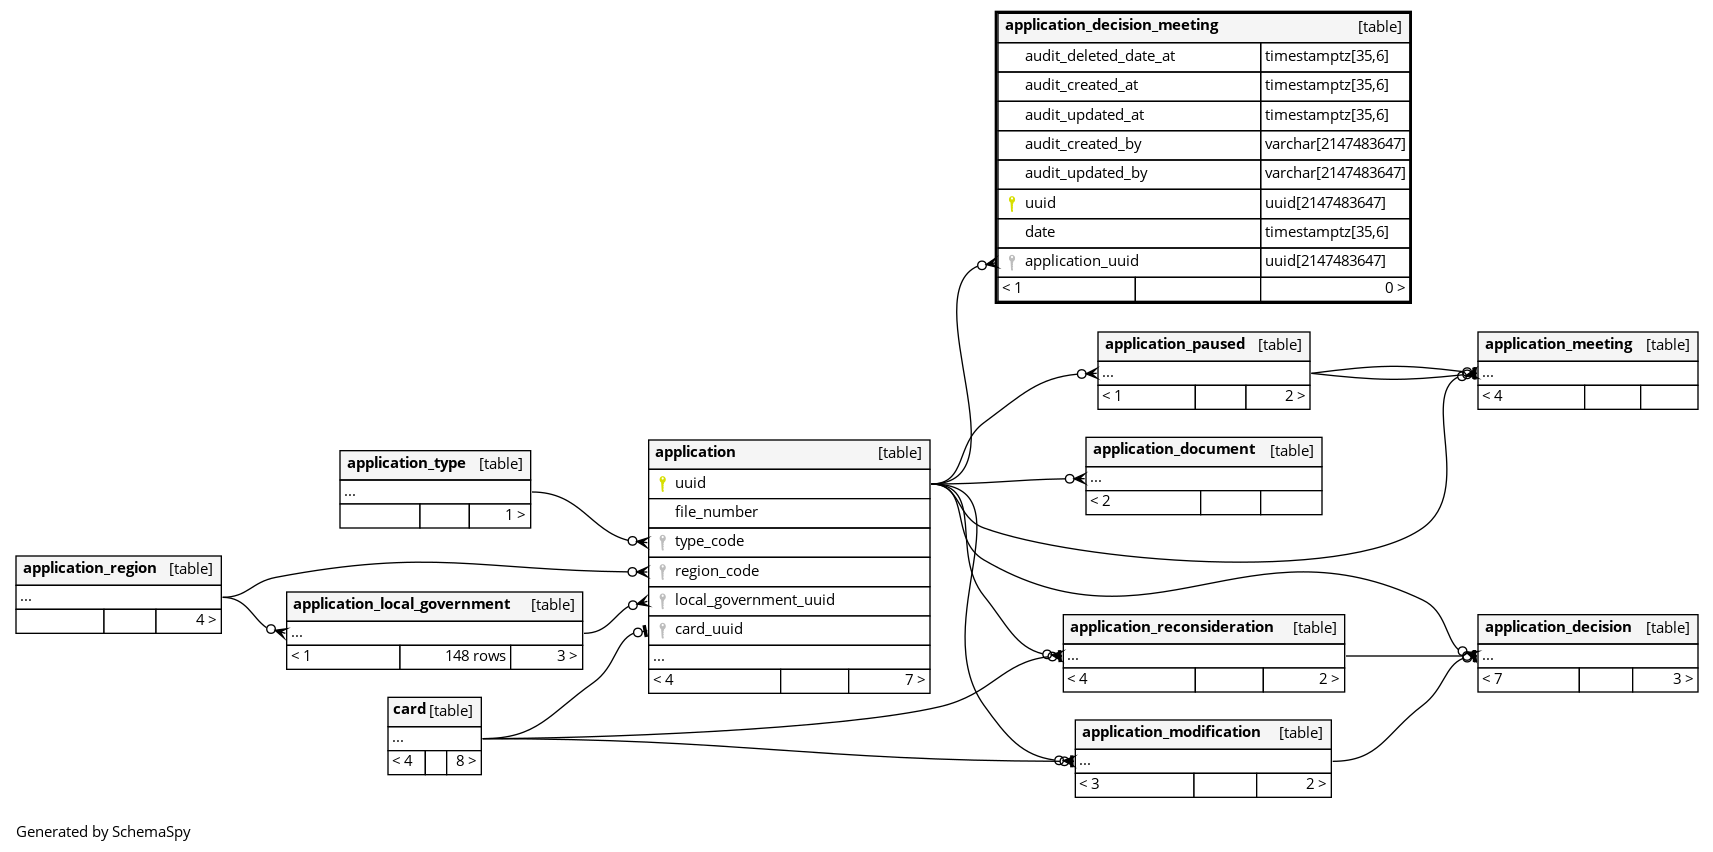 application_decision_meeting [table]
audit_deleted_date_at timestamptz[35,6]
audit_created_at timestamptz[35,6]
audit_updated_at timestamptz[35,6]
audit_created_by varchar[2147483647]
audit_updated_by varchar[2147483647]
uuid uuid[2147483647]
date timestamptz[35,6]
application_uuid uuid[2147483647]
< 1 0 >
application_paused [table]
...
< 1 2 >
application_meeting [table]
...
< 4
application_document [table]
...
< 2
application [table]
uuid
file_number
type_code
region_code
local_government_uuid
card_uuid
...
< 4 7 >
application_type [table]
...
1 >
application_region [table]
...
4 >
application_local_government [table]
...
< 1 148 rows 3 >
card [table]
...
< 4 8 >
application_reconsideration [table]
...
< 4 2 >
application_decision [table]
...
< 7 3 >
application_modification [table]
...
< 3 2 >
Generated by SchemaSpy